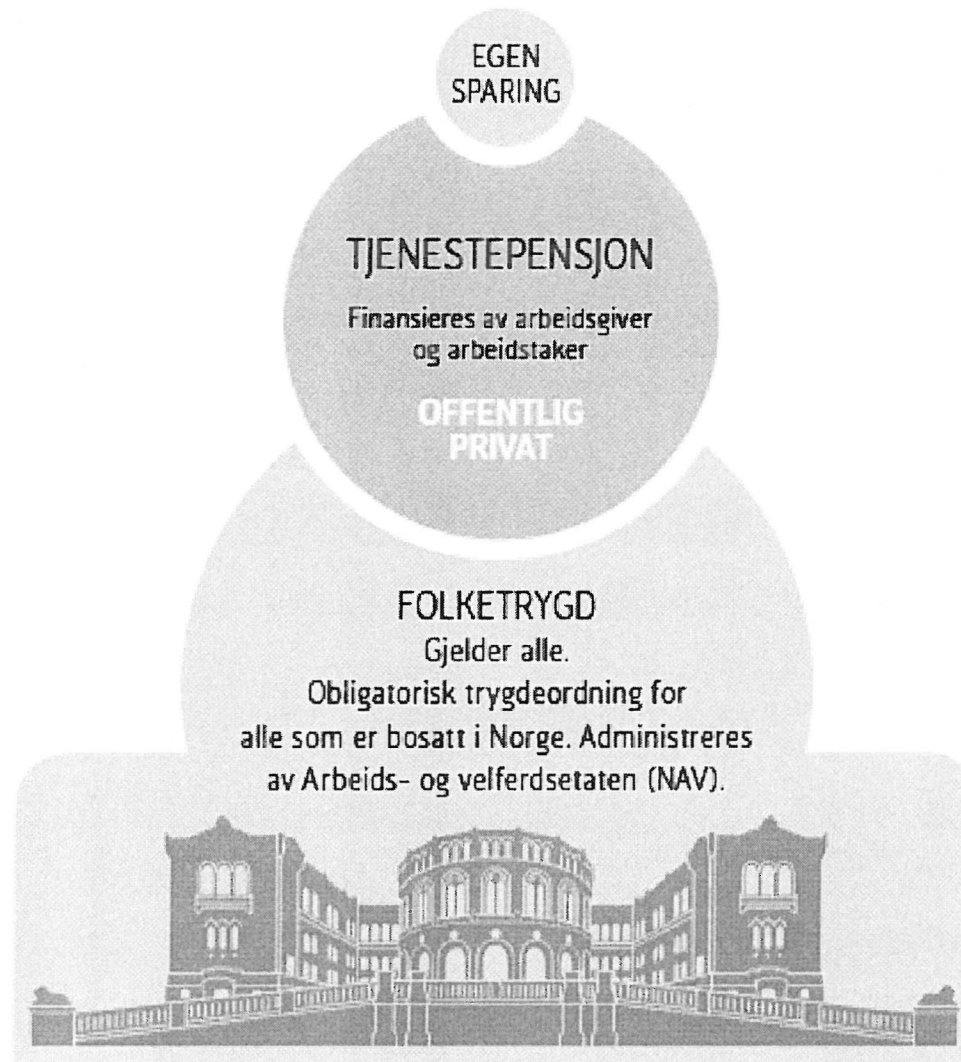 EGEN
SPARING
TJENESTEPENSJON
Finansieres av arbeidsgiver
og arbeidstaker
OFFENTLIG
PRIVAT
FOLKETRYGD
Gjelder alle.
Obligatorisk trygdeordning for
alle som er bosatt i Norge. Administreres
av Arbeids- og velferdsetaten (NAV).